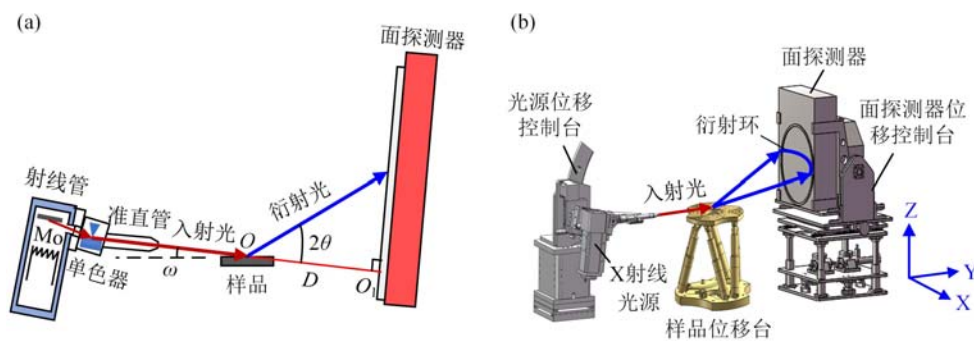 (a)
面探测器
射线管
准直管
入射光
O
衍射光
2θ
Mo
单色器
ω
样品
D
O₁
(b)
面探测器
光源位移
控制台
衍射环
面探测器位
移控制台
入射光
X射线
光源
样品位移台
Z
Y
X